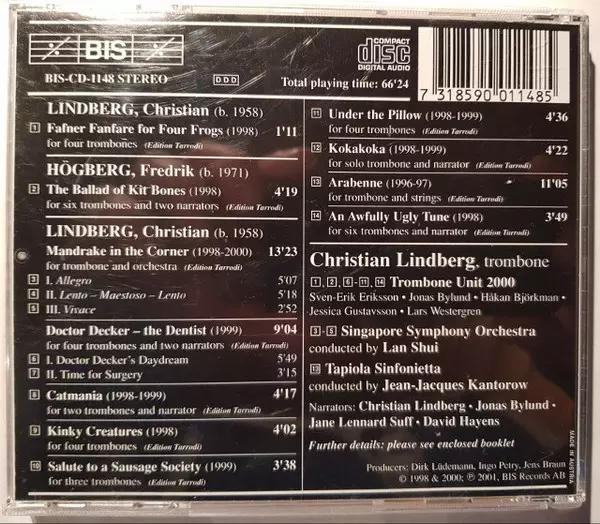 BIS
COMPACT
disc
DIGITAL AUDIO
BIS-CD-1148 STEREO
DDD
Total playing time: 66'24
7 318590 011485
LINDBERG, Christian (b. 1958)
1 Fafner Fanfare for Four Frogs (1998) 1'11
for four trombones (Edition Tarrodi)
HÖGBERG, Fredrik (b. 1971)
2 The Ballad of Kit Bones (1998) 4'19
for six trombones and two narrators (Edition Tarrodi)
LINDBERG, Christian (b. 1958)
Mandrake in the Corner (1998-2000) 13'23
for trombone and orchestra (Edition Tarrodi)
3 I. Allegro 5'07
4 II. Lento – Maestoso – Lento 5'18
5 III. Vivace 2'52
Doctor Decker – the Dentist (1999) 9'04
for four trombones and two narrators (Edition Tarrodi)
6 I. Doctor Decker's Daydream 5'49
7 II. Time for Surgery 3'15
8 Catmania (1998-1999) 4'17
for two trombones and narrator (Edition Tarrodi)
9 Kinky Creatures (1998) 4'02
for four trombones (Edition Tarrodi)
10 Salute to a Sausage Society (1999) 3'38
for three trombones (Edition Tarrodi)
11 Under the Pillow (1998-1999) 4'36
for four trombones (Edition Tarrodi)
12 Kokakoka (1998-1999) 4'22
for solo trombone and narrator (Edition Tarrodi)
13 Arabenne (1996-97) 11'05
for trombone and strings (Edition Tarrodi)
14 An Awfully Ugly Tune (1998) 3'49
for six trombones and narrator (Edition Tarrodi)
Christian Lindberg, trombone
1, 2, 6-11, 14 Trombone Unit 2000
Sven-Erik Eriksson • Jonas Bylund • Håkan Björkman •
Jessica Gustavsson • Lars Westergren
3-5 Singapore Symphony Orchestra
conducted by Lan Shui
13 Tapiola Sinfonietta
conducted by Jean-Jacques Kantorow
Narrators: Christian Lindberg • Jonas Bylund •
Jane Lennard Suff • David Hayens
Further details: please see enclosed booklet
Producers: Dirk Lüdemann, Ingo Petry, Jens Braun
© 1998 & 2000; ℗ 2001, BIS Records AB
MADE IN AUSTRIA